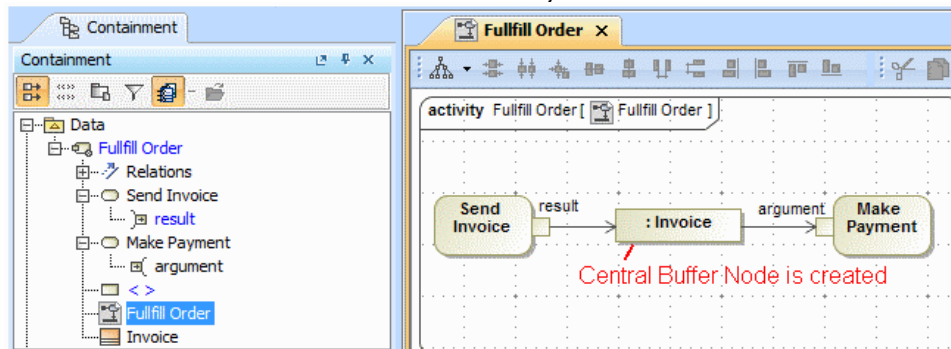 Containment
Containment
Data
Fullfill Order
Relations
Send Invoice
result
Make Payment
argument
< >
Fullfill Order
Invoice
Fullfill Order
activity Fullfill Order [ Fullfill Order ]
Send
Invoice
result
: Invoice
argument
Make
Payment
Central Buffer Node is created